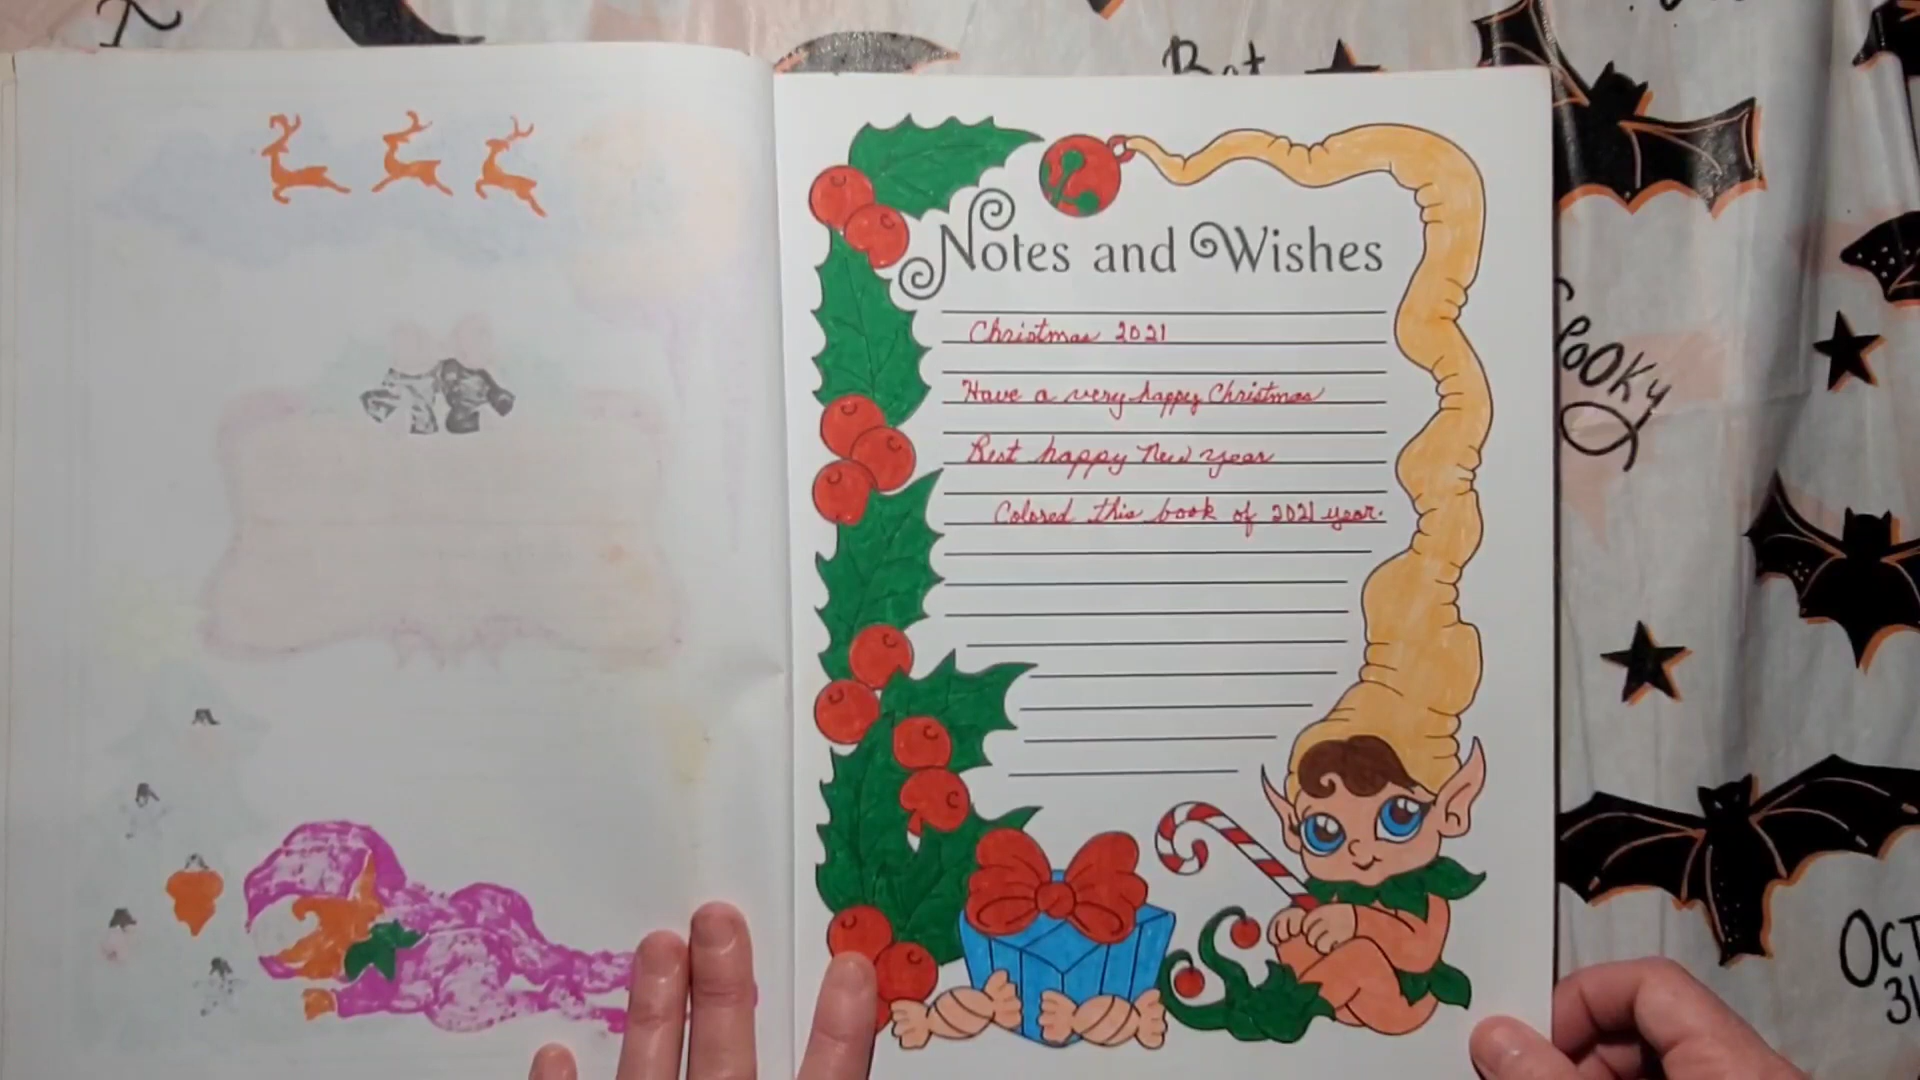 Bat
Notes and Wishes
Christmas 2021
Have a very happy Christmas
Best happy New year
Colored this book of 2021 year.
Spooky
OCT
31